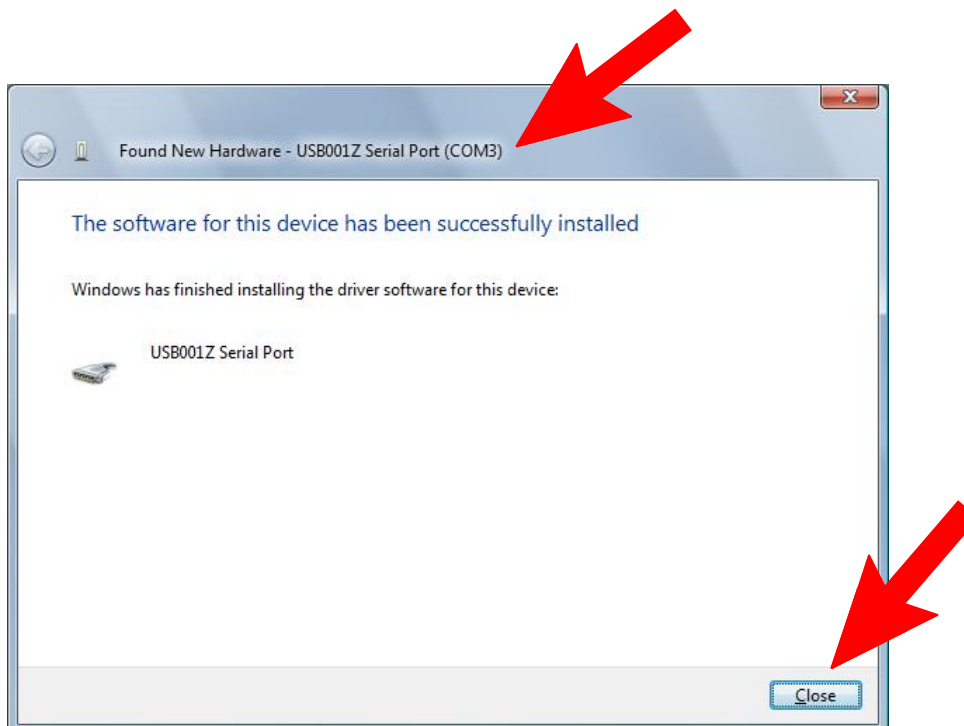 Found New Hardware - USB001Z Serial Port (COM3)
The software for this device has been successfully installed
Windows has finished installing the driver software for this device:
USB001Z Serial Port
Close